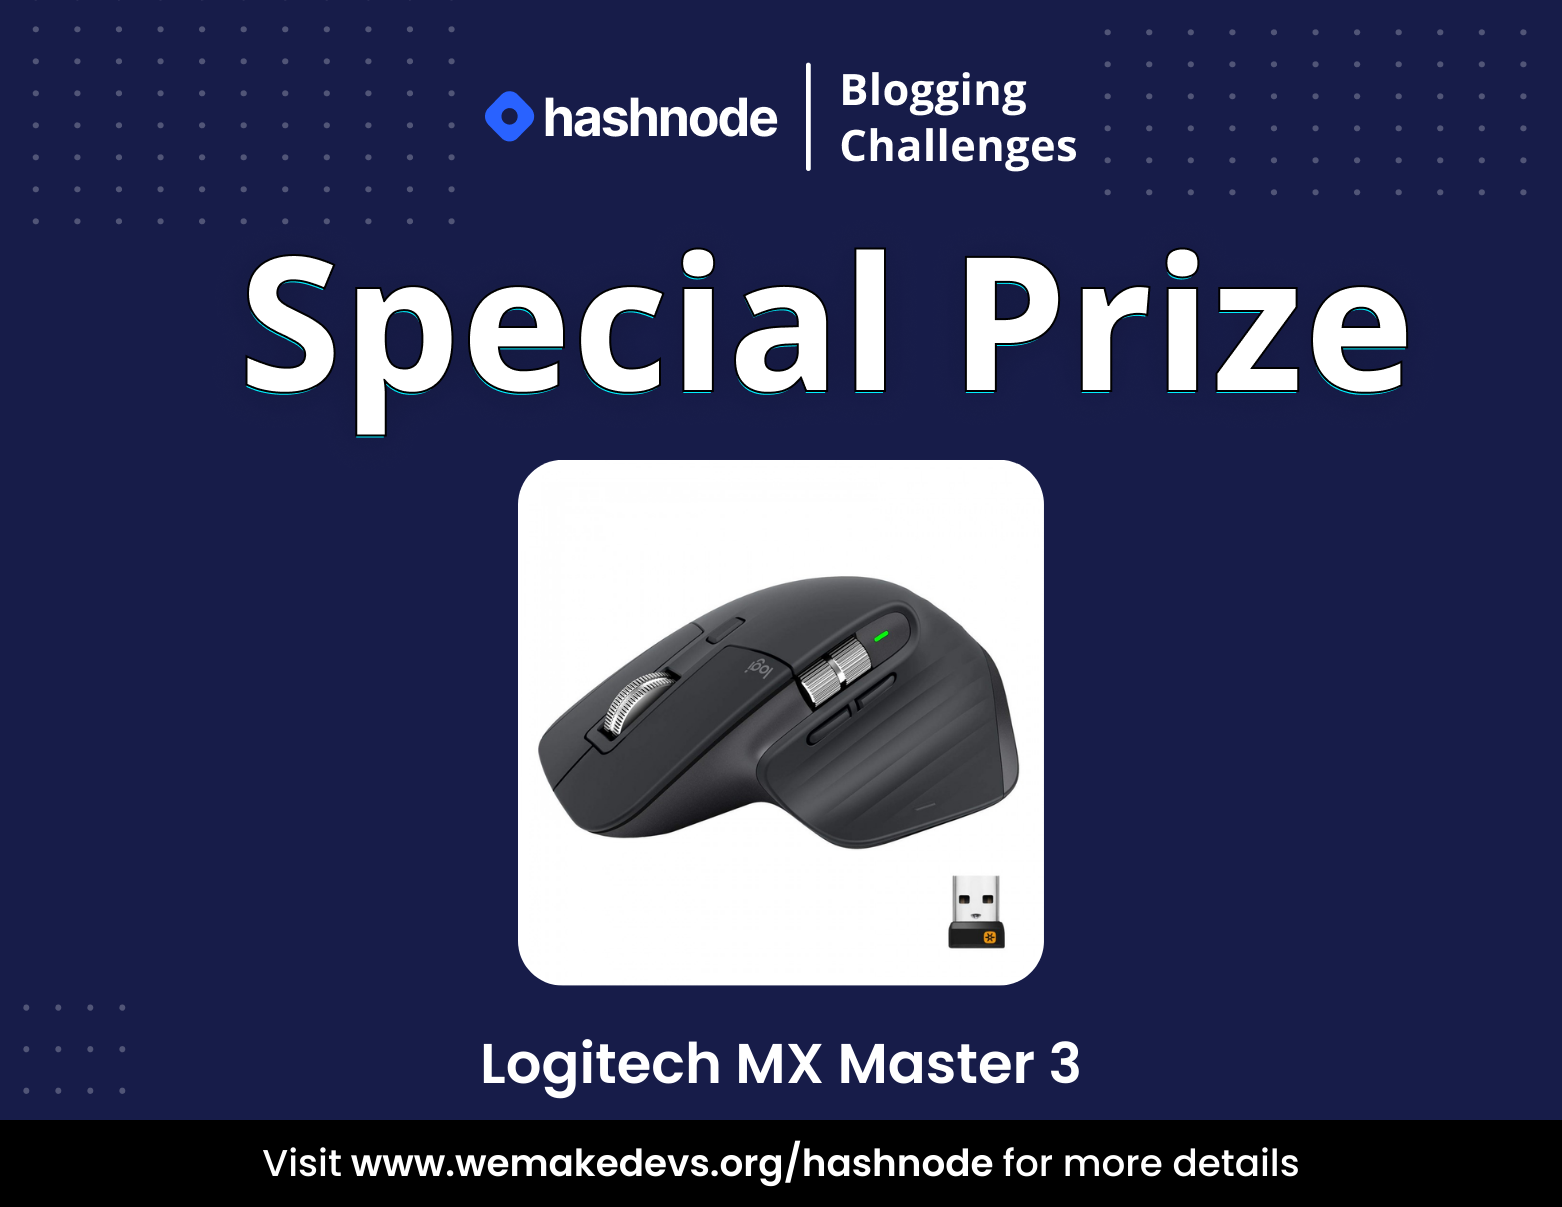 hashnode
Blogging
Challenges
Special Prize
logi
Logitech MX Master 3
Visit www.wemakedevs.org/hashnode for more details